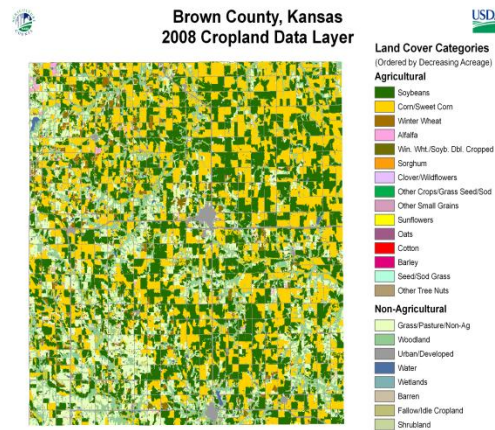 Brown County, Kansas
2008 Cropland Data Layer
USD
Land Cover Categories
(Ordered by Decreasing Acreage)
Agricultural
Soybeans
Corn/Sweet Corn
Winter Wheat
Alfalfa
Win. Wht./Soyb. Dbl. Cropped
Sorghum
Clover/Wildflowers
Other Crops/Grass Seed/Sod
Other Small Grains
Sunflowers
Oats
Cotton
Barley
Seed/Sod Grass
Other Tree Nuts
Non-Agricultural
Grass/Pasture/Non-Ag
Woodland
Urban/Developed
Water
Wetlands
Barren
Fallow/Idle Cropland
Shrubland